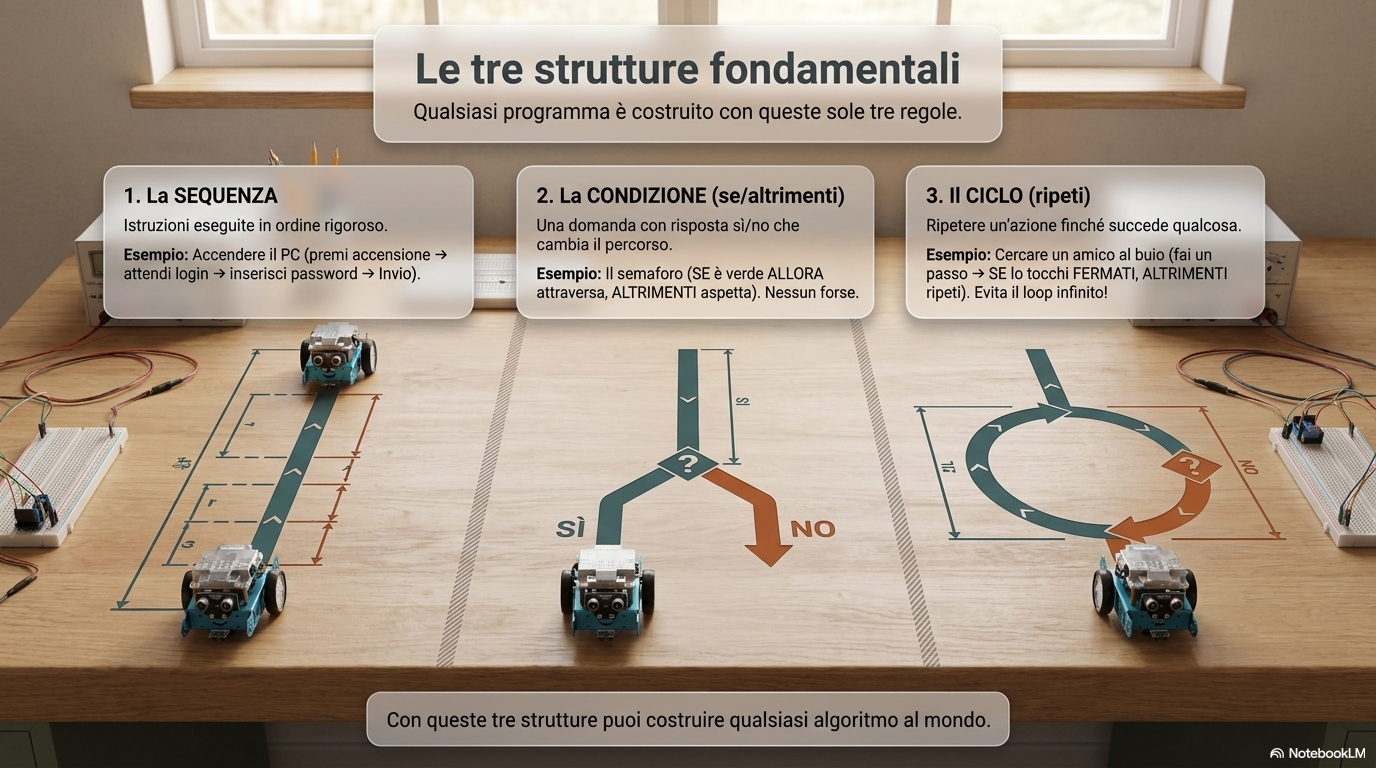 Le tre strutture fondamentali
Qualsiasi programma è costruito con queste sole tre regole.
1. La SEQUENZA
Istruzioni eseguite in ordine rigoroso.
Esempio: Accendere il PC (premi accensione →
attendi login → inserisci password → Invio).
2. La CONDIZIONE (se/altrimenti)
Una domanda con risposta sì/no che
cambia il percorso.
Esempio: Il semaforo (SE è verde ALLORA
attraversa, ALTRIMENTI aspetta). Nessun forse.
3. Il CICLO (ripeti)
Ripetere un’azione finché succede qualcosa.
Esempio: Cercare un amico al buio (fai un
passo → SE lo tocchi FERMATI, ALTRIMENTI
ripeti). Evita il loop infinito!
?
SÌ
NO
?
NO
Con queste tre strutture puoi costruire qualsiasi algoritmo al mondo.
NotebookLM